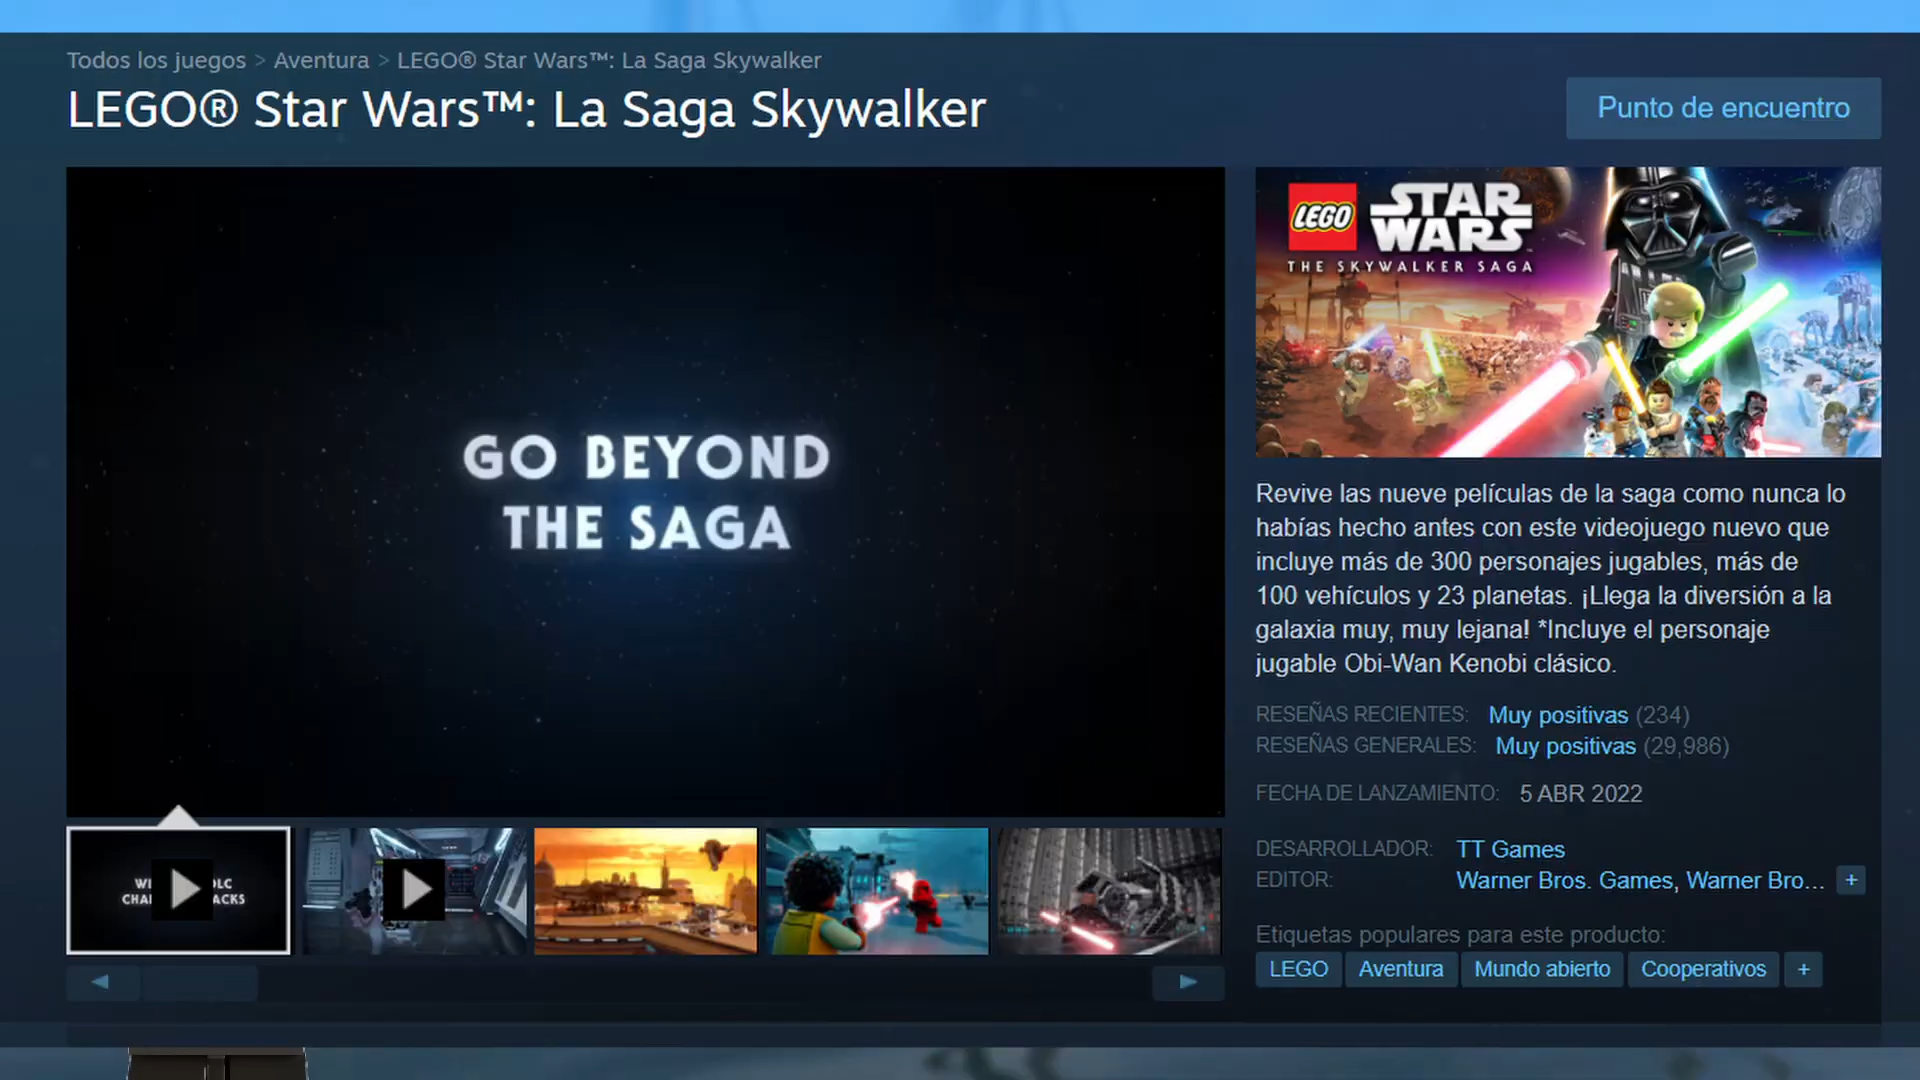 Todos los juegos > Aventura > LEGO® Star Wars™: La Saga Skywalker
LEGO® Star Wars™: La Saga Skywalker
Punto de encuentro
GO BEYOND
THE SAGA
LEGO
STAR
WARS
THE SKYWALKER SAGA
Revive las nueve películas de la saga como nunca lo
habías hecho antes con este videojuego nuevo que
incluye más de 300 personajes jugables, más de
100 vehículos y 23 planetas. ¡Llega la diversión a la
galaxia muy, muy lejana! *Incluye el personaje
jugable Obi-Wan Kenobi clásico.
RESEÑAS RECIENTES: Muy positivas (234)
RESEÑAS GENERALES: Muy positivas (29,986)
FECHA DE LANZAMIENTO: 5 ABR 2022
DESARROLLADOR: TT Games
EDITOR: Warner Bros. Games, Warner Bro... +
Etiquetas populares para este producto:
LEGO Aventura Mundo abierto Cooperativos +